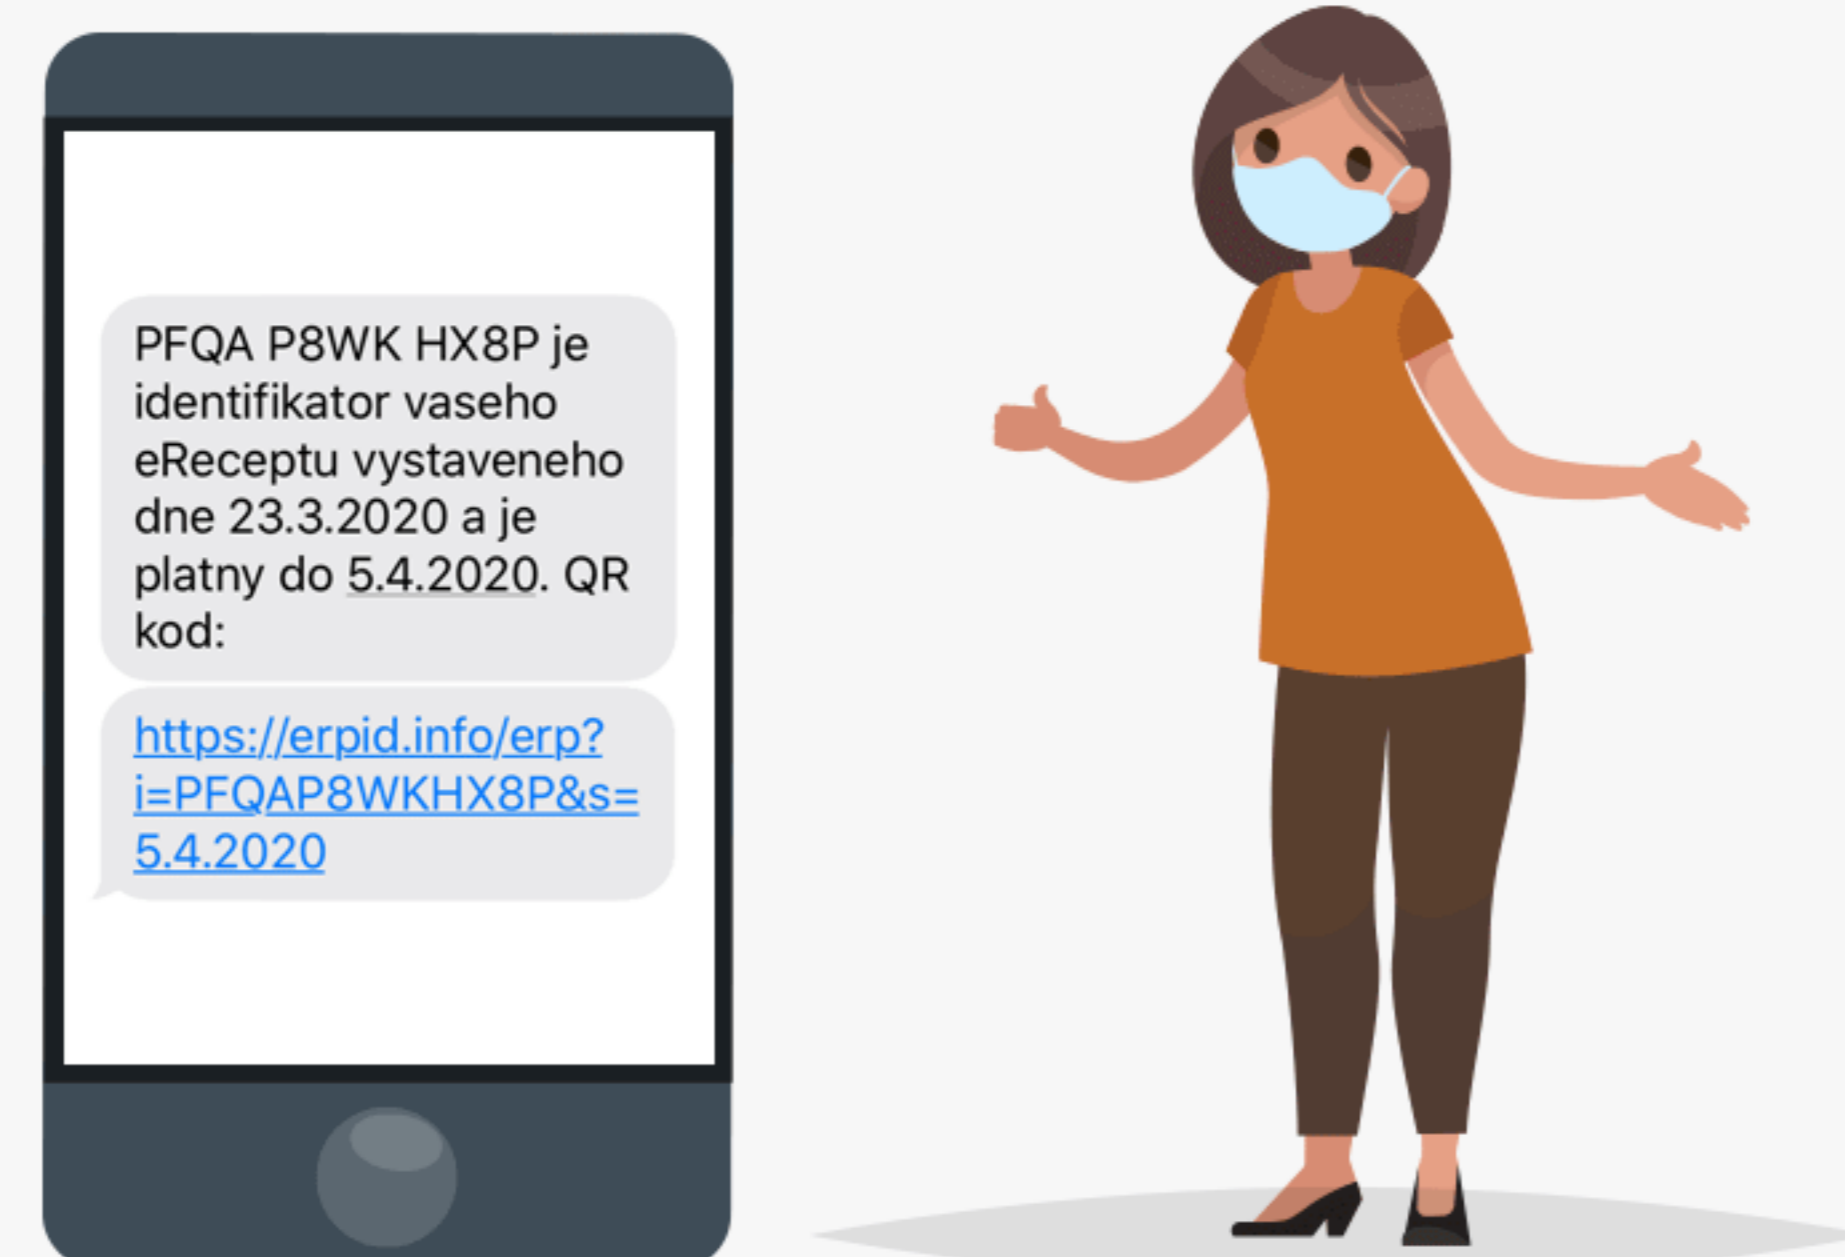 PFQA P8WK HX8P je
identifikator vaseho
eReceptu vystaveneho
dne 23.3.2020 a je
platny do 5.4.2020. QR
kod:
https://erpid.info/erp?
i=PFQAP8WKHX8P&s=
5.4.2020